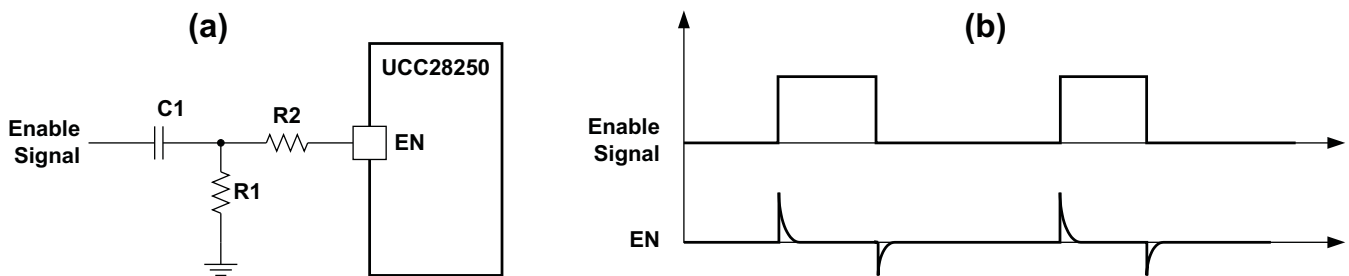 (a)
UCC28250
C1
R2
Enable
Signal
EN
R1
(b)
Enable
Signal
EN